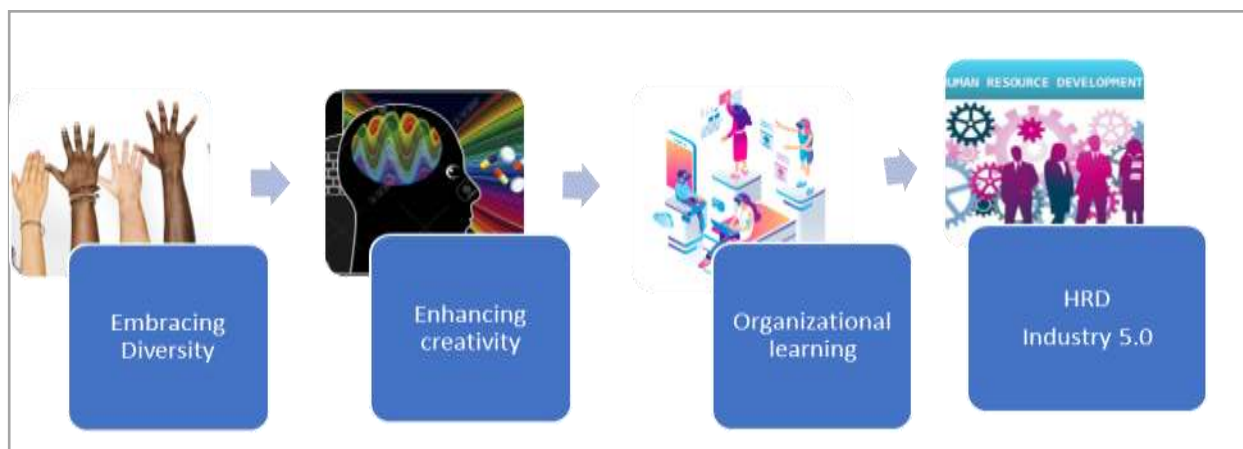 Embracing
Diversity
Enhancing
creativity
Organizational
learning
UMAN RESOURCE DEVELOPMENT
HRD
Industry 5.0